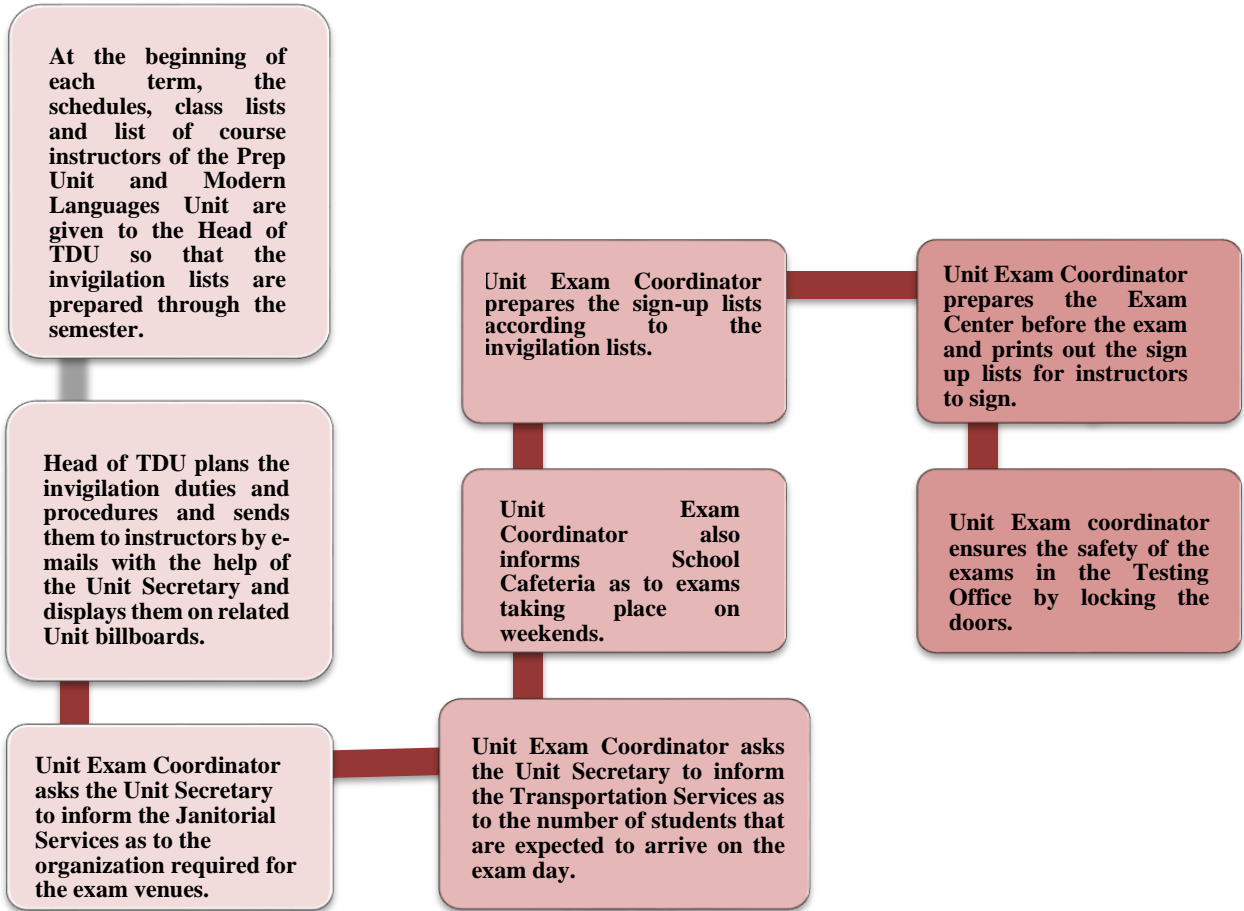 At the beginning of
each term, the
schedules, class lists
and list of course
instructors of the Prep
Unit and Modern
Languages Unit are
given to the Head of
TDU so that the
invigilation lists are
prepared through the
semester.
Head of TDU plans the
invigilation duties and
procedures and sends
them to instructors by e-
mails with the help of
the Unit Secretary and
displays them on related
Unit billboards.
Unit Exam Coordinator
asks the Unit Secretary
to inform the Janitorial
Services as to the
organization required for
the exam venues.
Unit Exam Coordinator asks
the Unit Secretary to inform
the Transportation Services as
to the number of students that
are expected to arrive on the
exam day.
Unit Exam
Coordinator also
informs School
Cafeteria as to exams
taking place on
weekends.
Unit Exam Coordinator
prepares the sign-up lists
according to the
invigilation lists.
Unit Exam Coordinator
prepares the Exam
Center before the exam
and prints out the sign
up lists for instructors
to sign.
Unit Exam coordinator
ensures the safety of the
exams in the Testing
Office by locking the
doors.